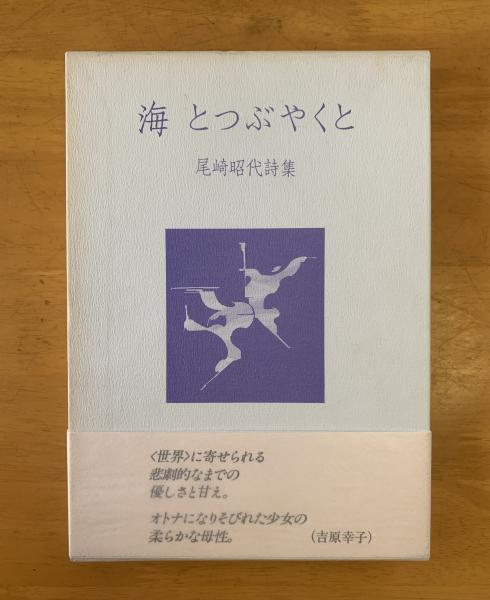 海 とつぶやくと
尾崎昭代詩集
〈世界〉に寄せられる
悲劇的なまでの
優しさと甘え。
オトナになりそびれた少女の
柔らかな母性。 （吉原幸子）